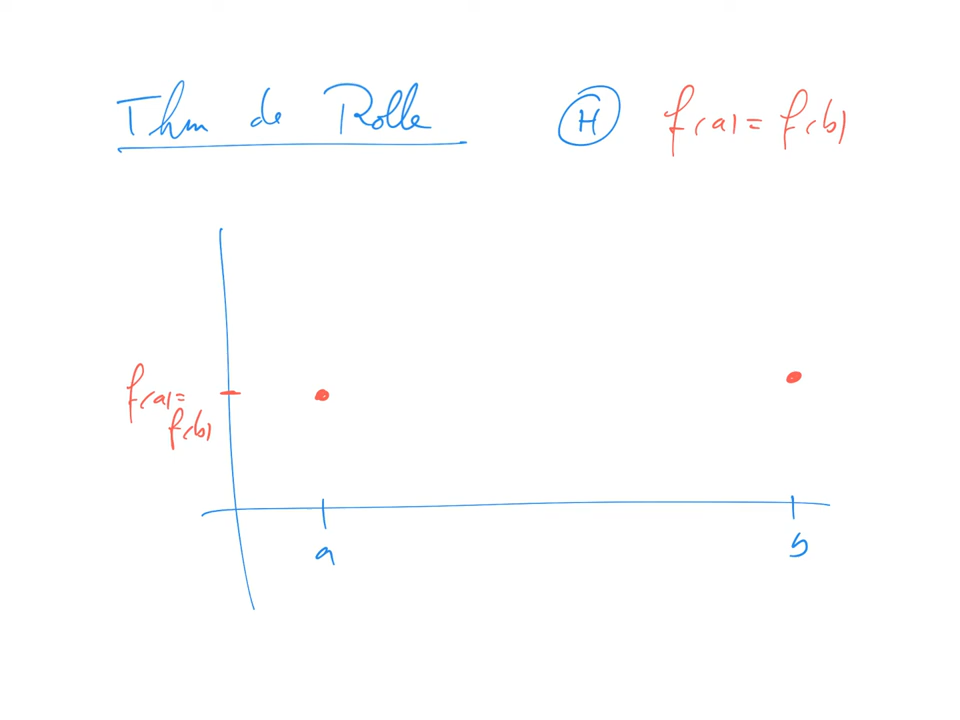 Thm de Rolle (H) f(a) = f(b)
f(a) =
f(b)
a b